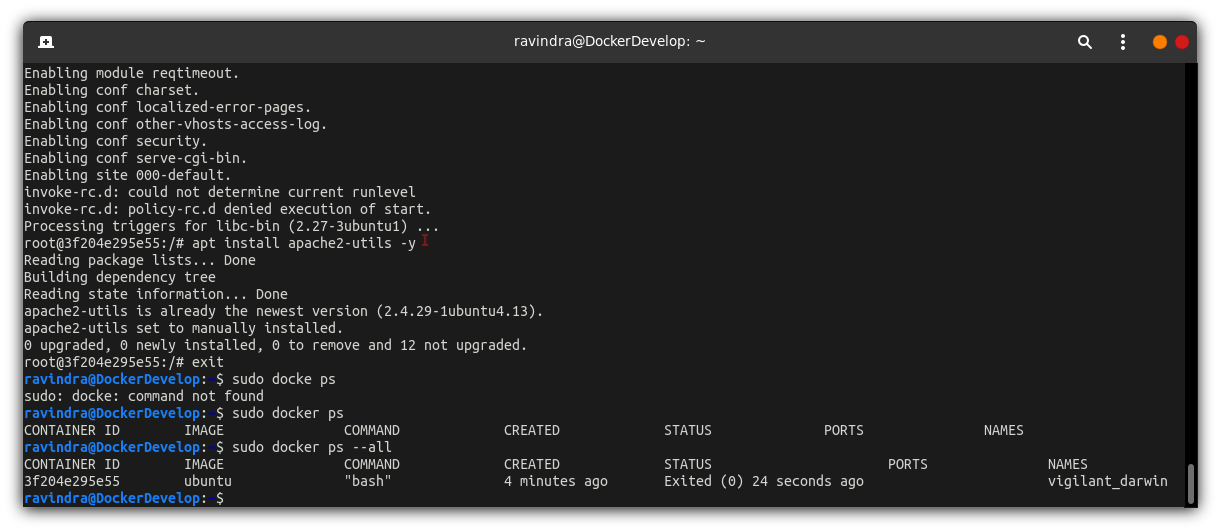 ravindra@DockerDevelop: ~
Enabling module reqtimeout.
Enabling conf charset.
Enabling conf localized-error-pages.
Enabling conf other-vhosts-access-log.
Enabling conf security.
Enabling conf serve-cgi-bin.
Enabling site 000-default.
invoke-rc.d: could not determine current runlevel
invoke-rc.d: policy-rc.d denied execution of start.
Processing triggers for libc-bin (2.27-3ubuntu1) ...
root@3f204e295e55:/# apt install apache2-utils -y
Reading package lists... Done
Building dependency tree
Reading state information... Done
apache2-utils is already the newest version (2.4.29-1ubuntu4.13).
apache2-utils set to manually installed.
0 upgraded, 0 newly installed, 0 to remove and 12 not upgraded.
root@3f204e295e55:/# exit
ravindra@DockerDevelop:~$ sudo docke ps
sudo: docke: command not found
ravindra@DockerDevelop:~$ sudo docker ps
CONTAINER ID        IMAGE               COMMAND             CREATED             STATUS              PORTS               NAMES
ravindra@DockerDevelop:~$ sudo docker ps --all
CONTAINER ID        IMAGE               COMMAND             CREATED             STATUS                      PORTS               NAMES
3f204e295e55        ubuntu              "bash"              4 minutes ago       Exited (0) 24 seconds ago                       vigilant_darwin
ravindra@DockerDevelop:~$